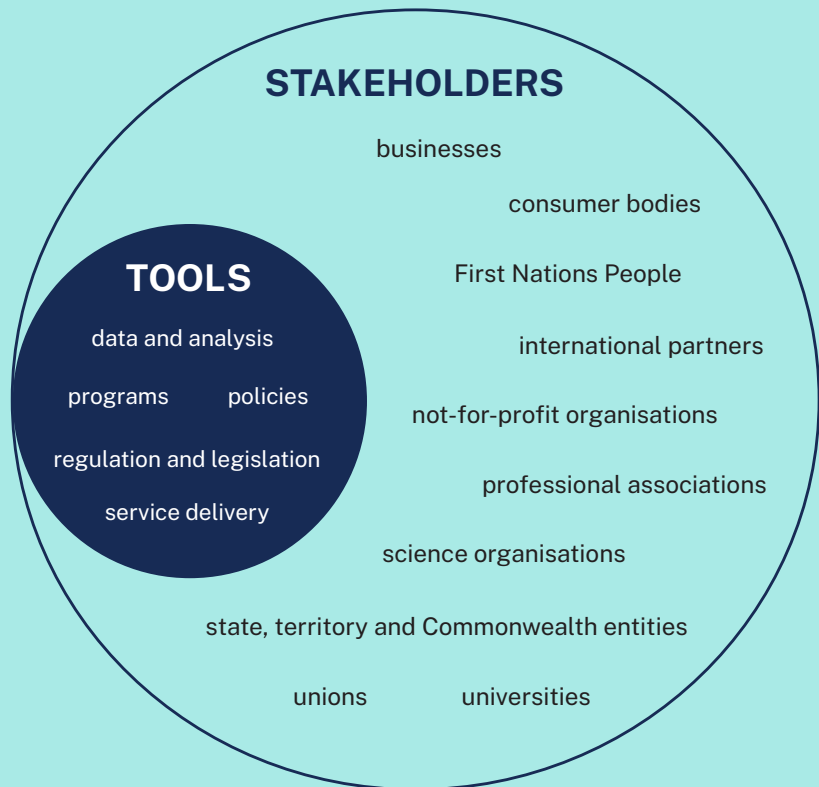 STAKEHOLDERS
businesses
consumer bodies
First Nations People
international partners
not-for-profit organisations
professional associations
science organisations
state, territory and Commonwealth entities
unions universities
TOOLS
data and analysis
programs policies
regulation and legislation
service delivery